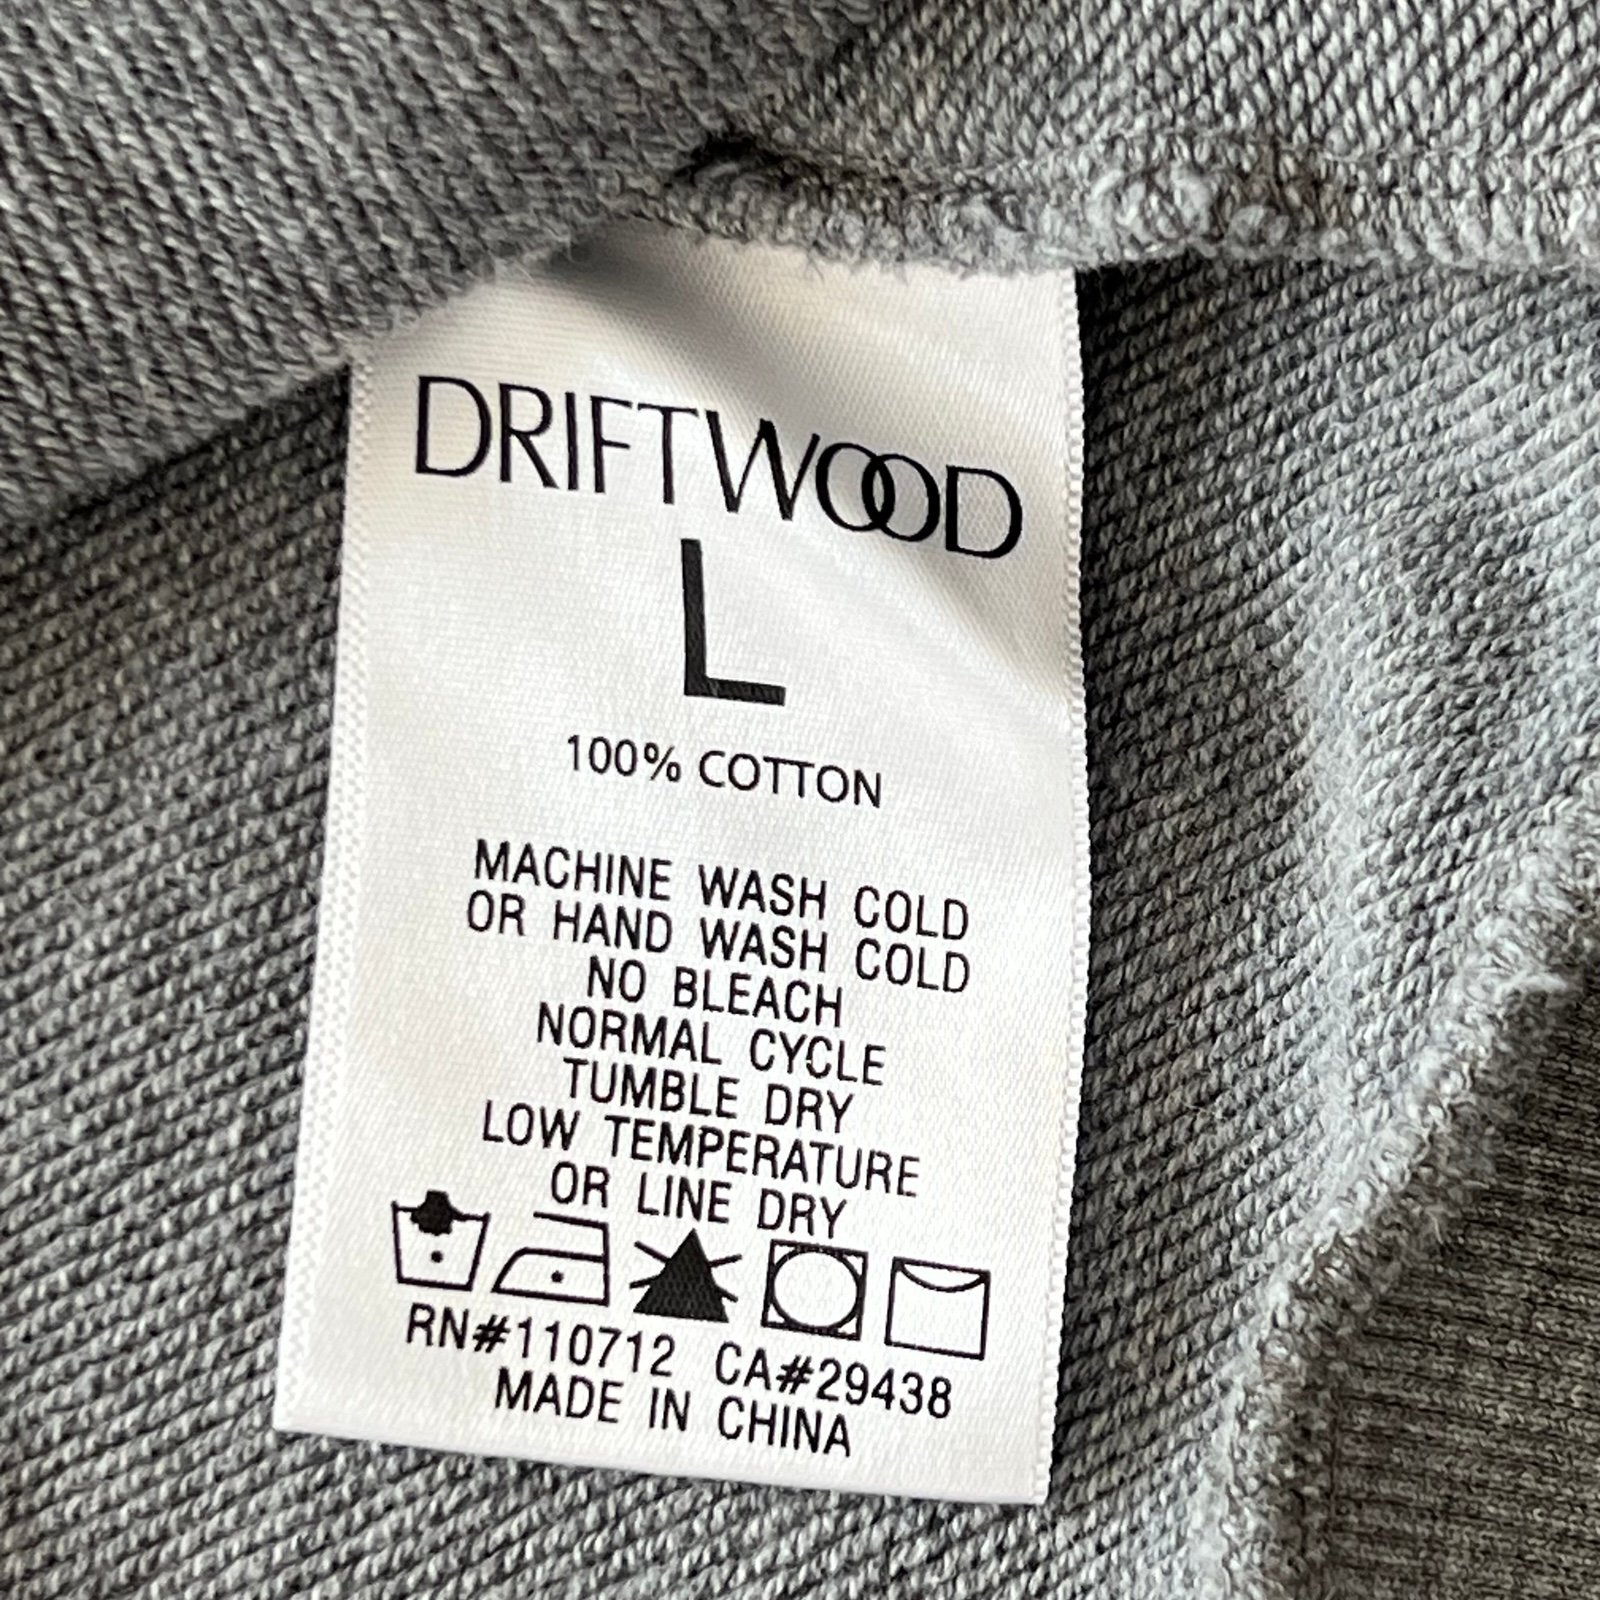 DRIFTWOOD
L
100% COTTON
MACHINE WASH COLD
OR HAND WASH COLD
NO BLEACH
NORMAL CYCLE
TUMBLE DRY
LOW TEMPERATURE
OR LINE DRY
RN#110712 CA#29438
MADE IN CHINA